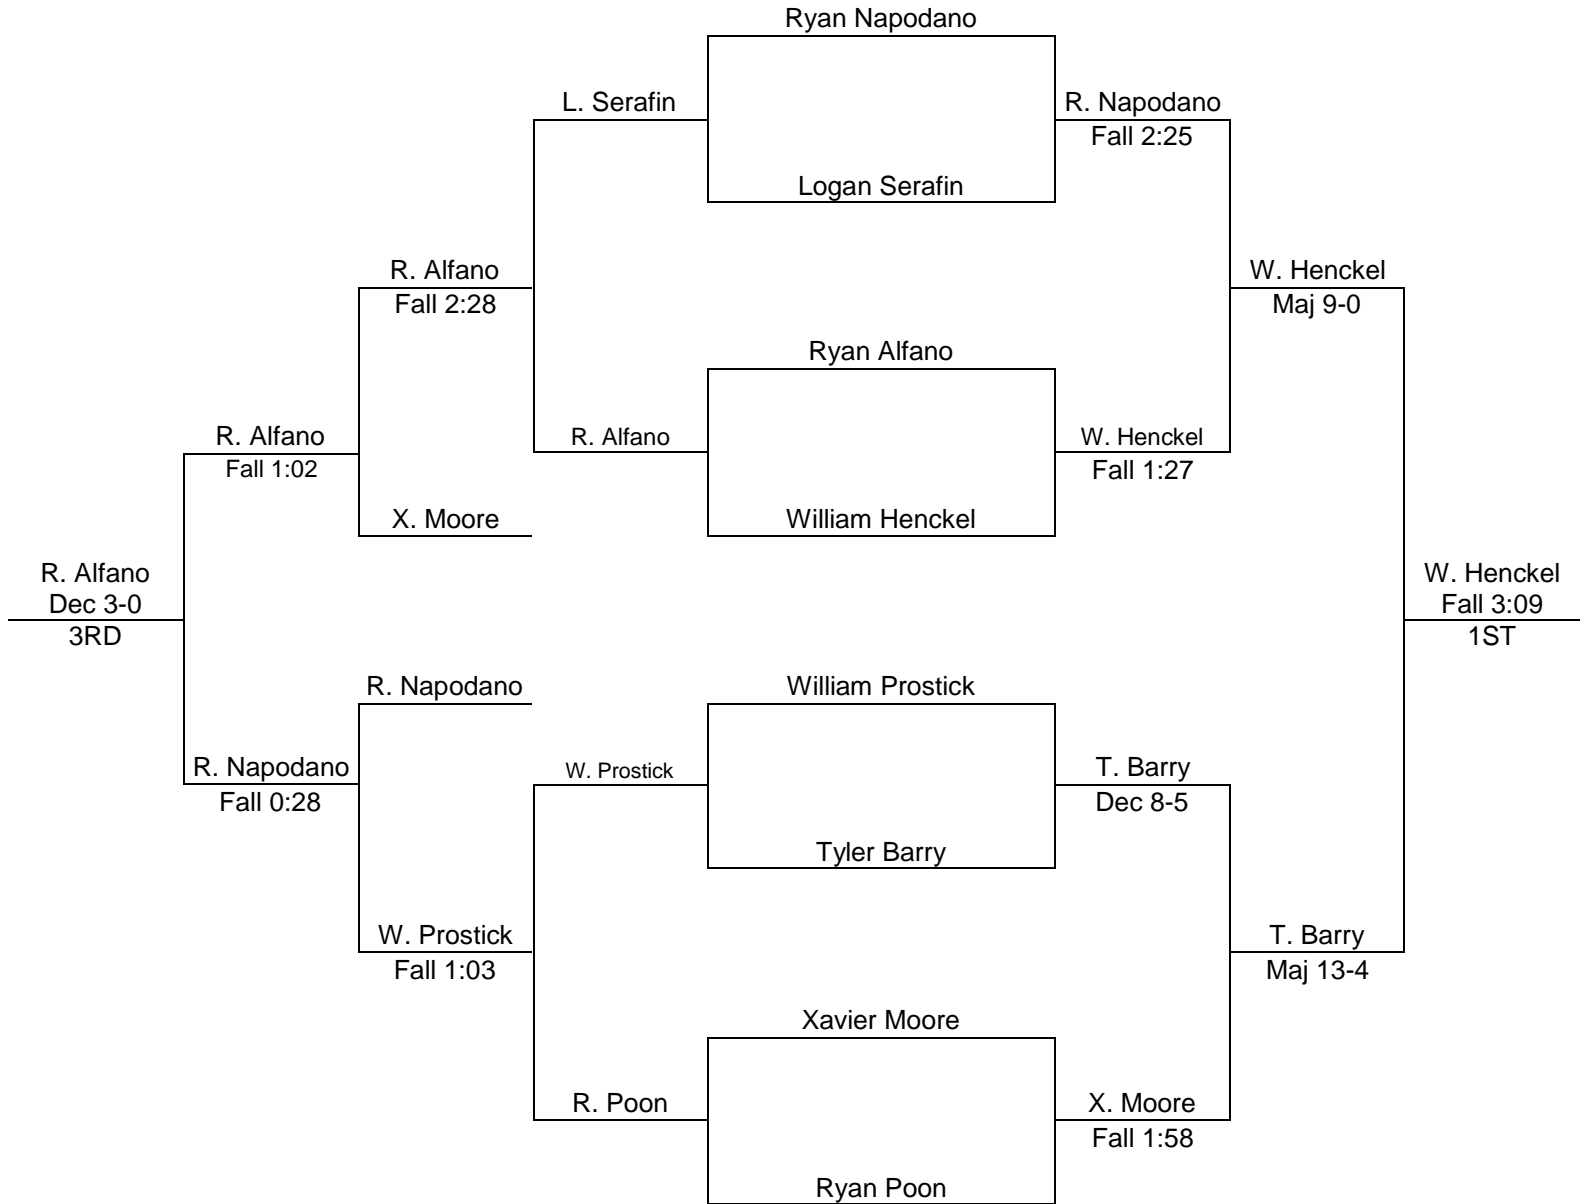 Ryan Napodano
L. Serafin
R. Napodano
Fall 2:25
Logan Serafin
R. Alfano
Fall 2:28
W. Henckel
Maj 9-0
Ryan Alfano
R. Alfano
Fall 1:02
R. Alfano
W. Henckel
Fall 1:27
X. Moore
William Henckel
R. Alfano
Dec 3-0
3RD
W. Henckel
Fall 3:09
1ST
R. Napodano
William Prostick
R. Napodano
Fall 0:28
W. Prostick
T. Barry
Dec 8-5
Tyler Barry
W. Prostick
Fall 1:03
T. Barry
Maj 13-4
Xavier Moore
R. Poon
X. Moore
Fall 1:58
Ryan Poon